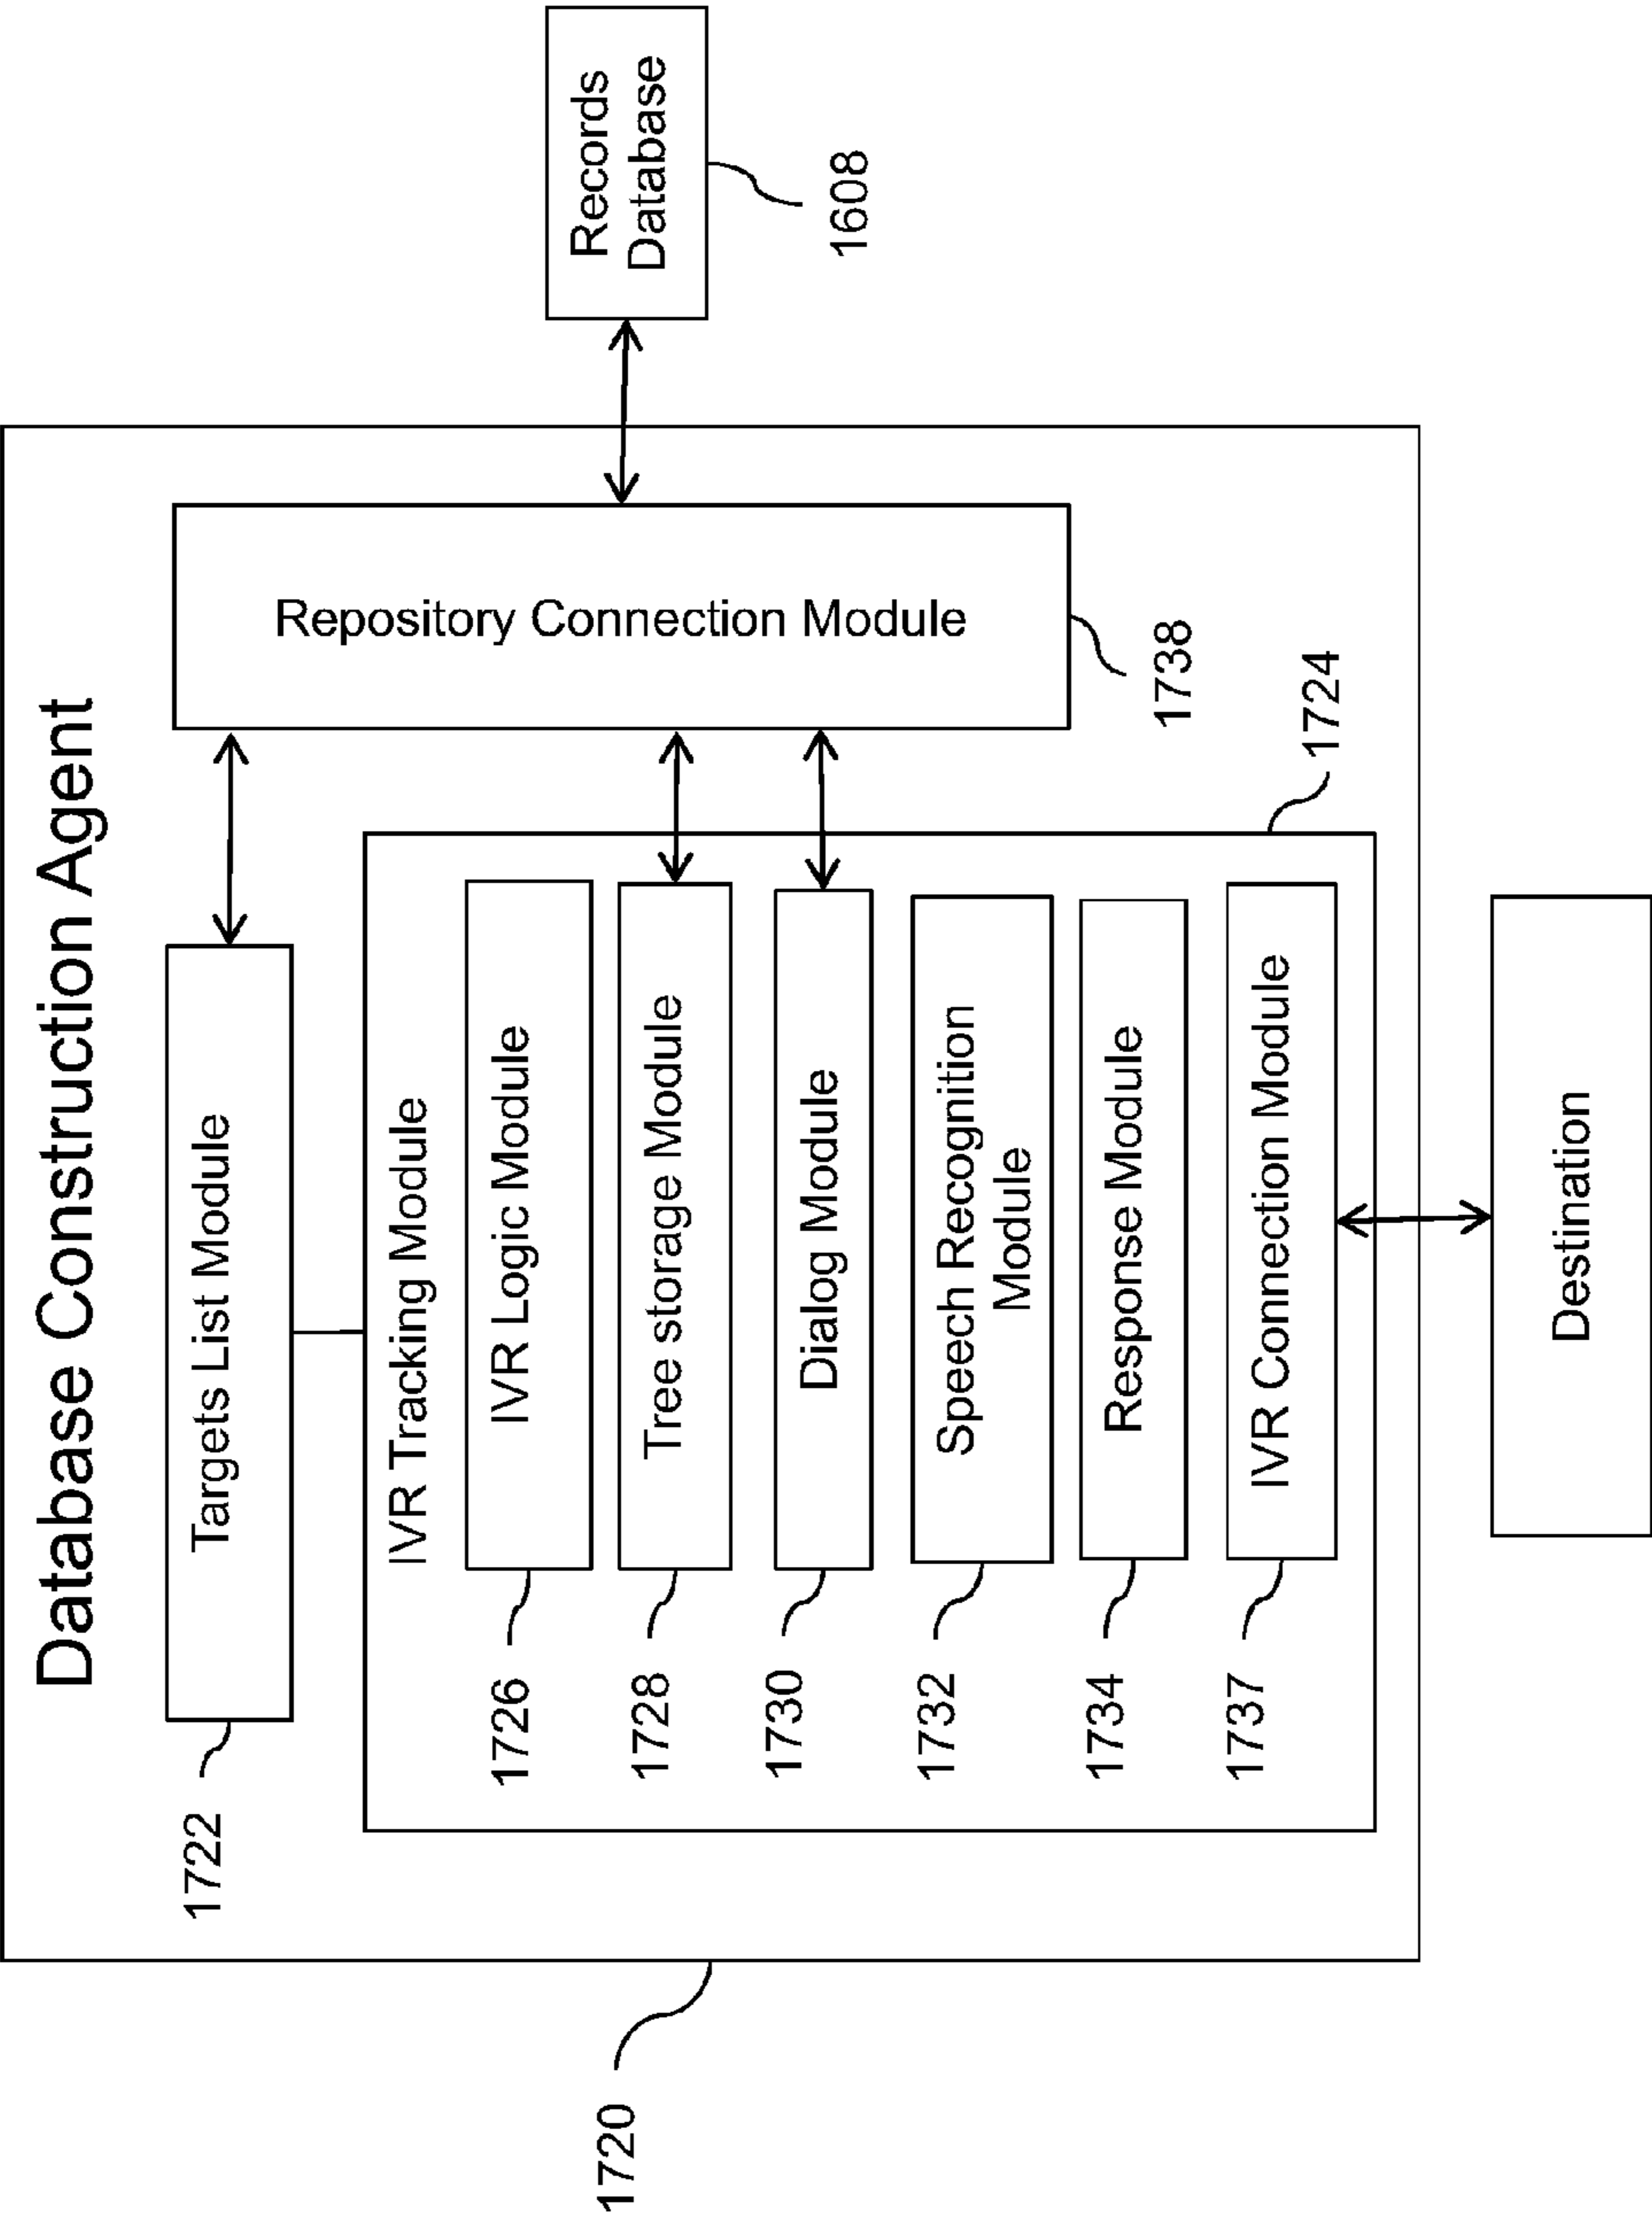 Database Construction Agent
1722
Targets List Module
IVR Tracking Module
1726
IVR Logic Module
1728
Tree storage Module
1730
Dialog Module
1732
Speech Recognition
Module
1734
Response Module
1737
IVR Connection Module
1724
Repository Connection Module
1738
Records
Database
1608
1720
Destination